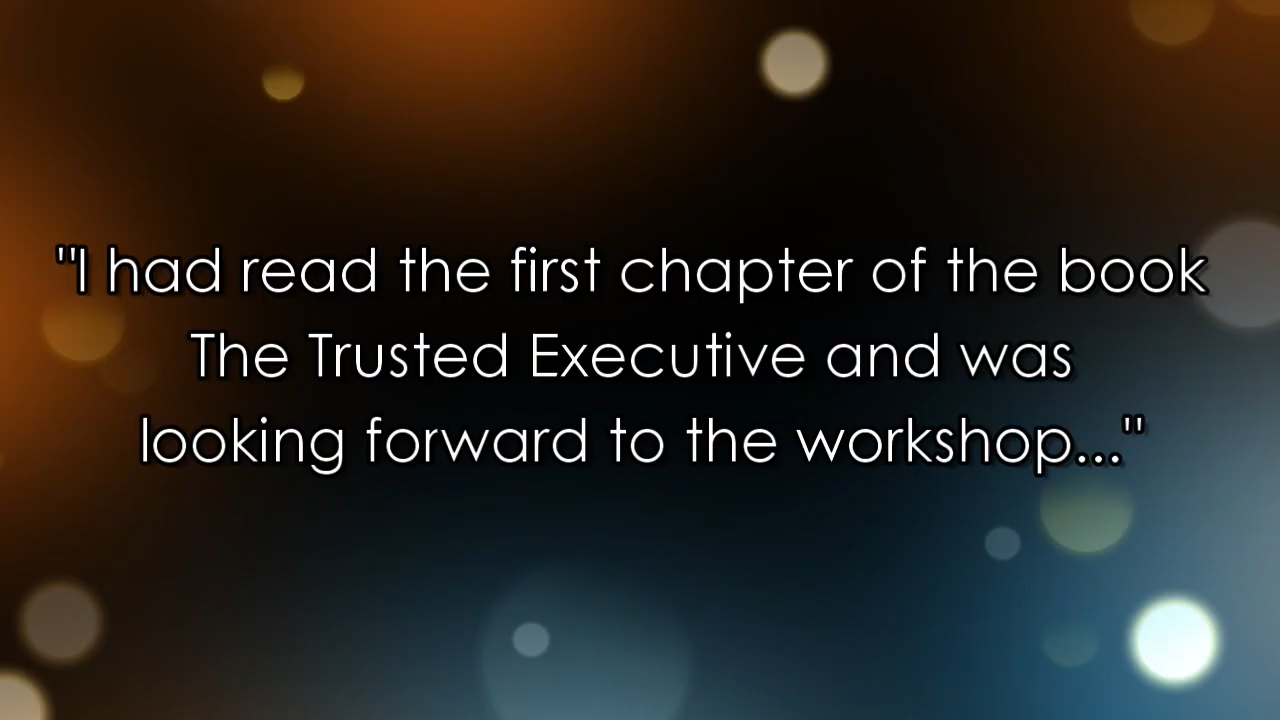 "I had read the first chapter of the book
The Trusted Executive and was
looking forward to the workshop..."